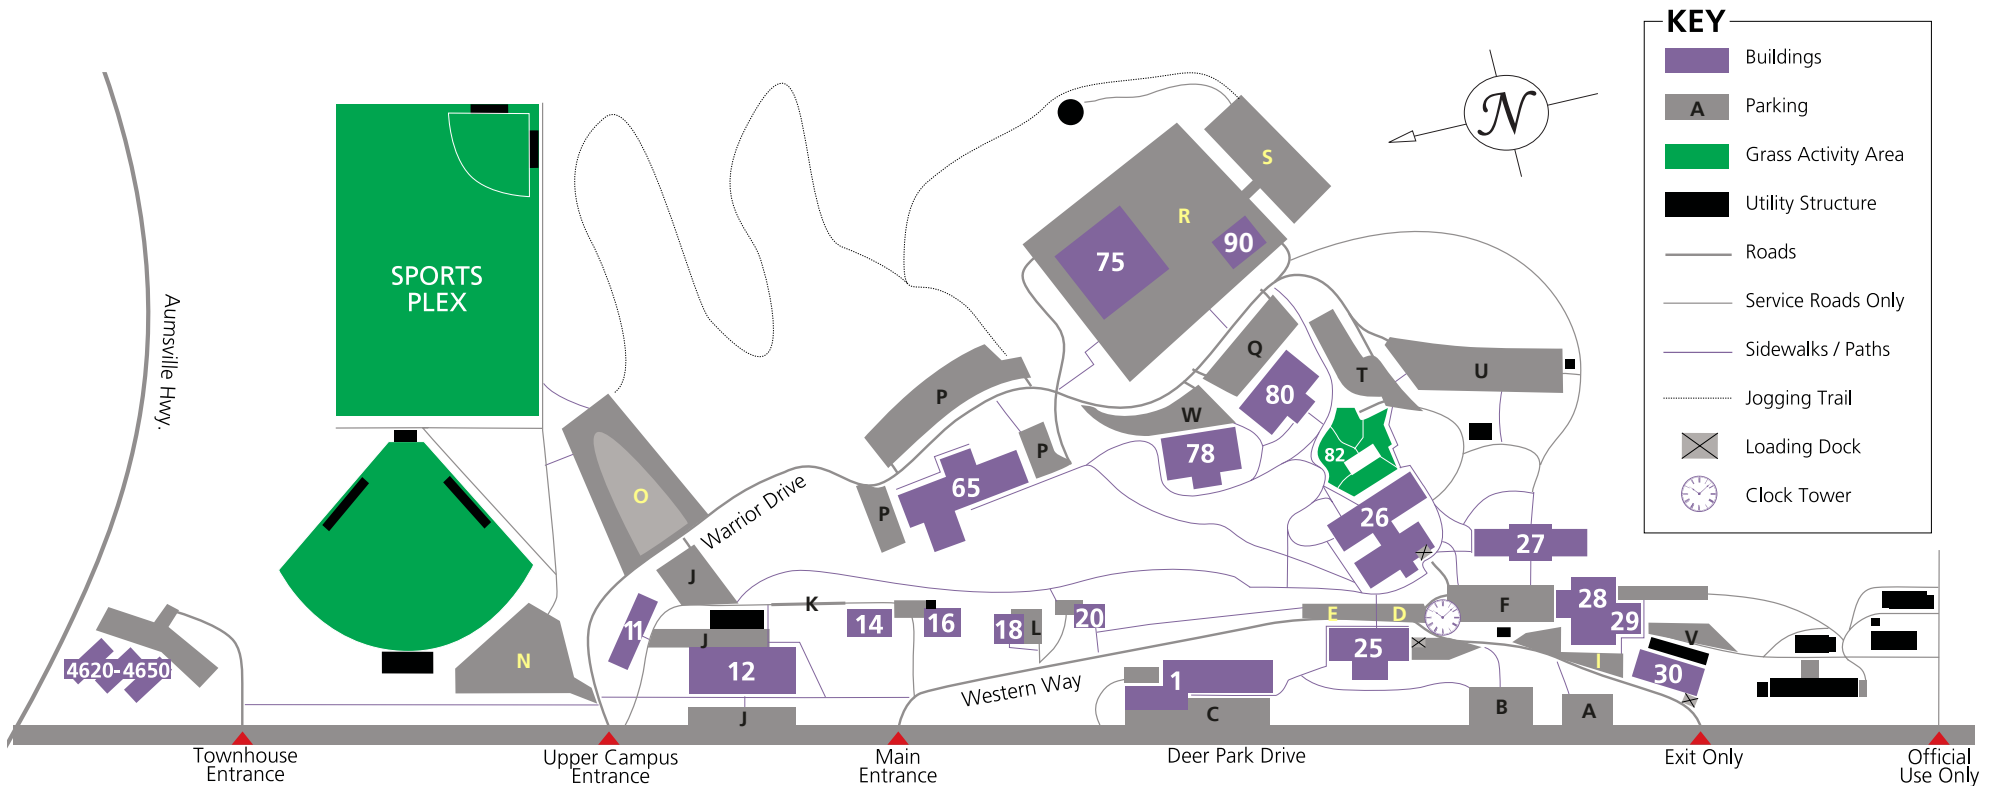 KEY
Buildings
A Parking
Grass Activity Area
Utility Structure
Roads
Service Roads Only
Sidewalks / Paths
Jogging Trail
Loading Dock
Clock Tower
N
S
R
90
75
SPORTS
PLEX
Aumsville Hwy.
Q
T
U
P
80
W
82
78
P
65
O
P
Warrior Drive
26
27
J
K
11
14
16
18
L
20
E
D
F
28
29
J
V
N
12
25
I
30
4620-4650
1
Western Way
J
C
B
A
Townhouse
Entrance
Upper Campus
Entrance
Main
Entrance
Deer Park Drive
Exit Only
Official
Use Only